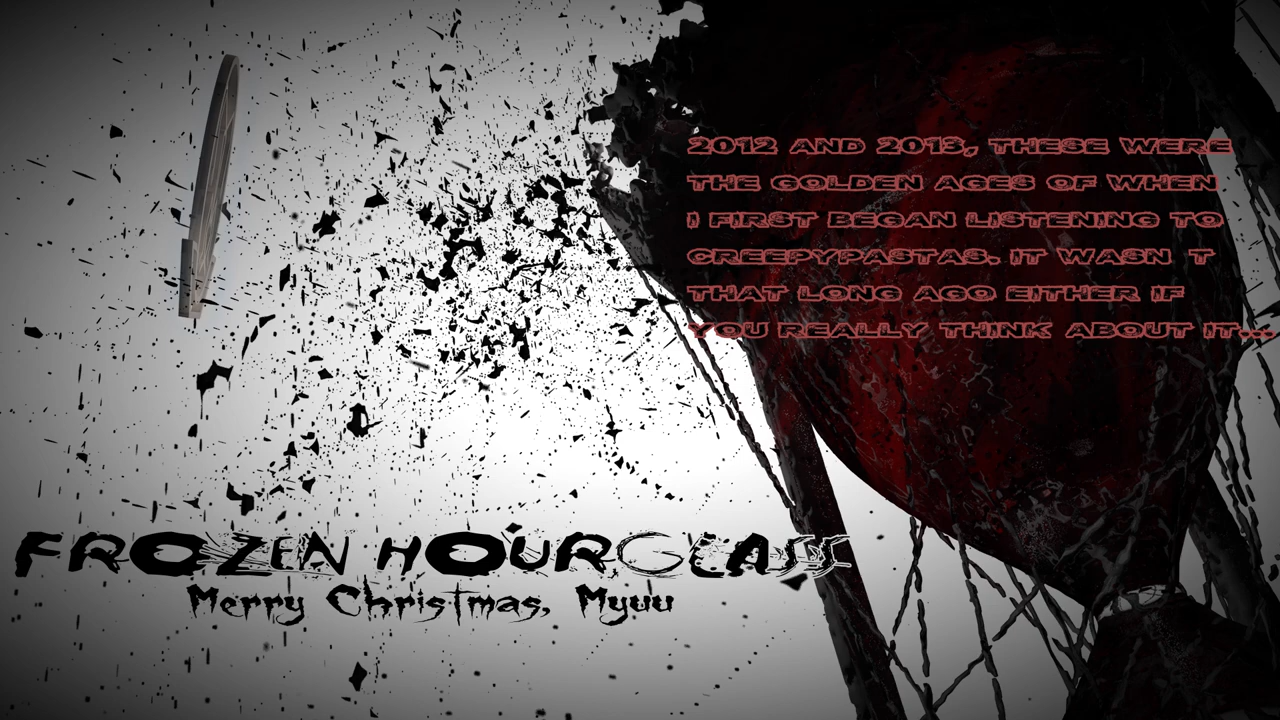 2012 AND 2013, THESE WERE
THE GOLDEN AGES OF WHEN
I FIRST BEGAN LISTENING TO
CREEPYPASTAS. IT WASN T
THAT LONG AGO EITHER IF
YOU REALLY THINK ABOUT IT...
FROZEN HOURGLASS
Merry Christmas, Myuu